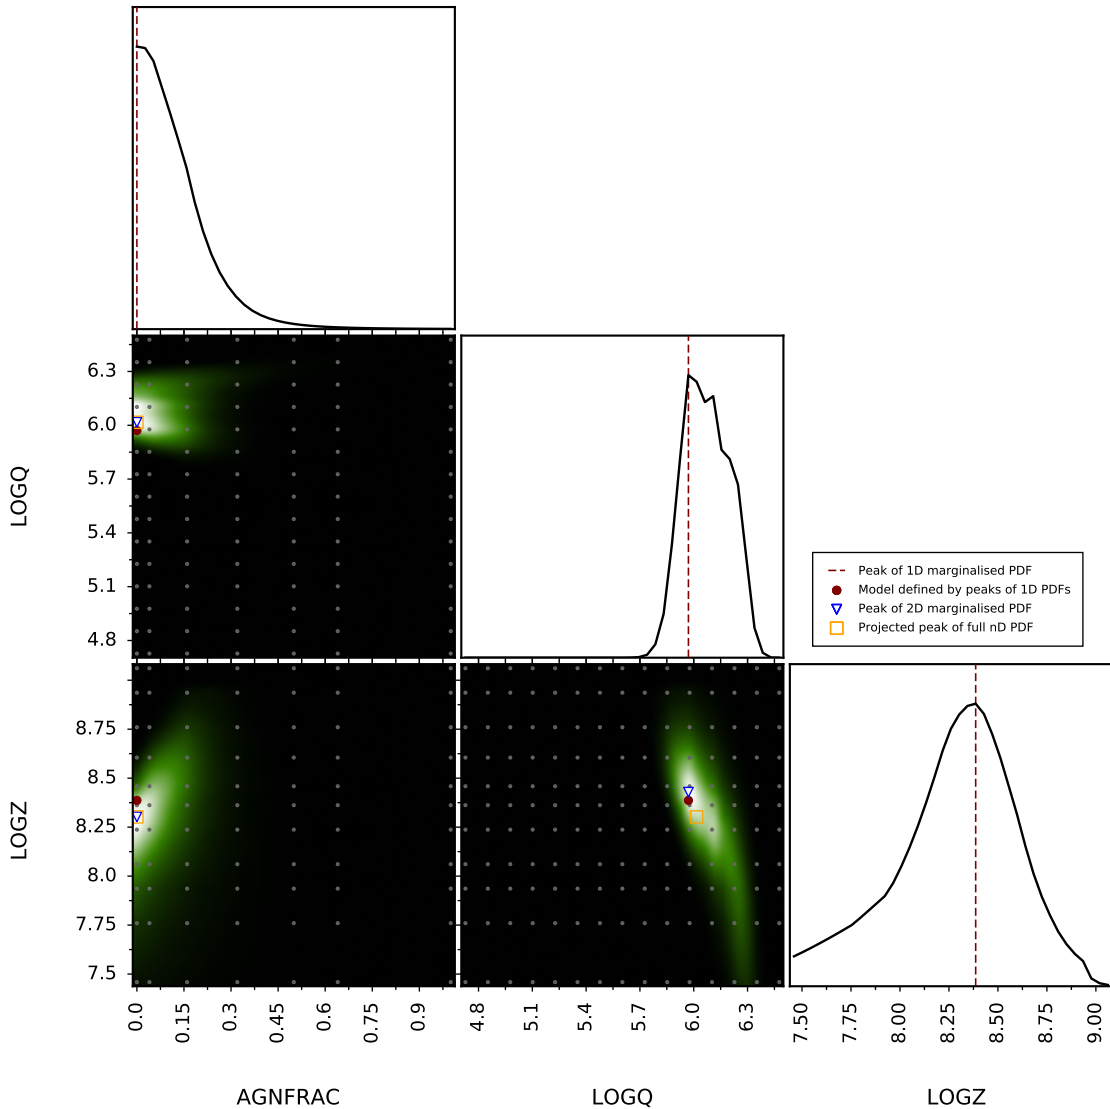 6.3
6.0
5.7
5.4
5.1
4.8
LOGQ
Peak of 1D marginalised PDF
Model defined by peaks of 1D PDFs
Peak of 2D marginalised PDF
Projected peak of full nD PDF
8.75
8.5
8.25
8.0
7.75
7.5
LOGZ
0.0 0.15 0.3 0.45 0.6 0.75 0.9
4.8 5.1 5.4 5.7 6.0 6.3
7.50 7.75 8.00 8.25 8.50 8.75 9.00
AGNFRAC
LOGQ
LOGZ